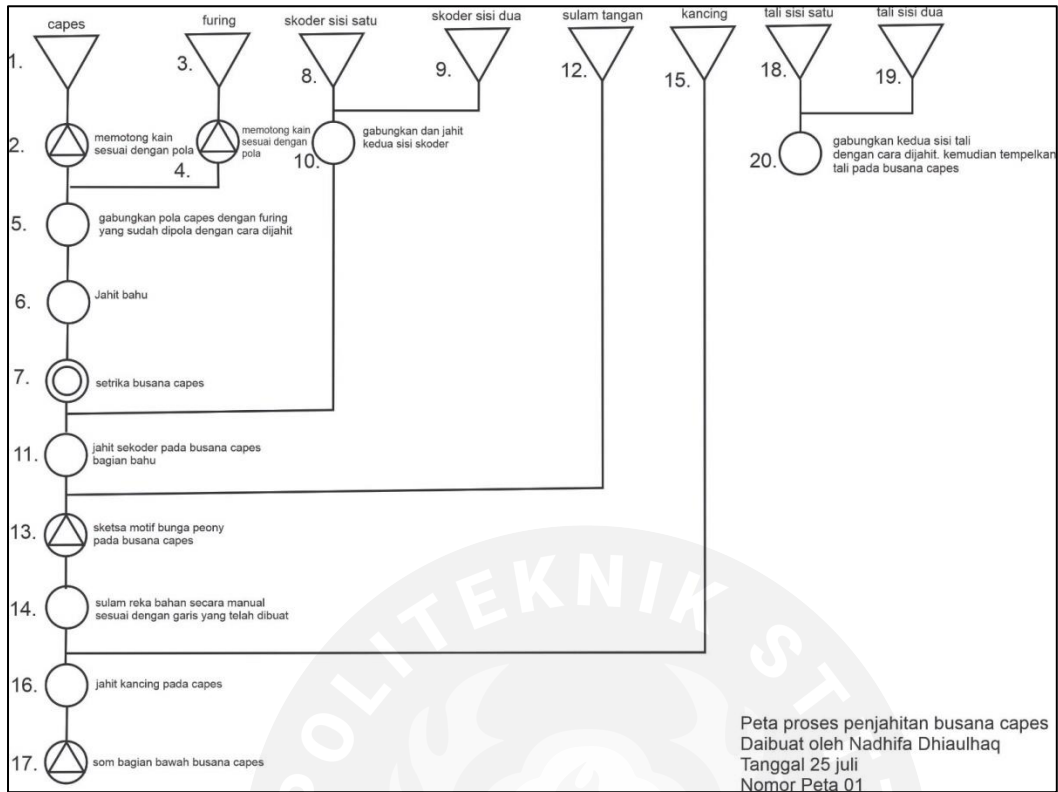 capes
furing
skoder sisi satu
skoder sisi dua
sulam tangan
kancing
tali sisi satu
tali sisi dua
1.
3.
8.
9.
12.
15.
18.
19.
2.
memotong kain
sesuai dengan pola
4.
memotong kain
sesuai dengan
pola
10.
gabungkan dan jahit
kedua sisi skoder
20.
gabungkan kedua sisi tali
dengan cara dijahit. kemudian tempelkan
tali pada busana capes
5.
gabungkan pola capes dengan furing
yang sudah dipola dengan cara dijahit
6.
Jahit bahu
7.
setrika busana capes
11.
jahit sekoder pada busana capes
bagian bahu
13.
sketsa motif bunga peony
pada busana capes
14.
sulam reka bahan secara manual
sesuai dengan garis yang telah dibuat
16.
jahit kancing pada capes
17.
som bagian bawah busana capes
Peta proses penjahitan busana capes
Daibuat oleh Nadhifa Dhiaulhaq
Tanggal 25 juli
Nomor Peta 01
POLITEKNIK ST